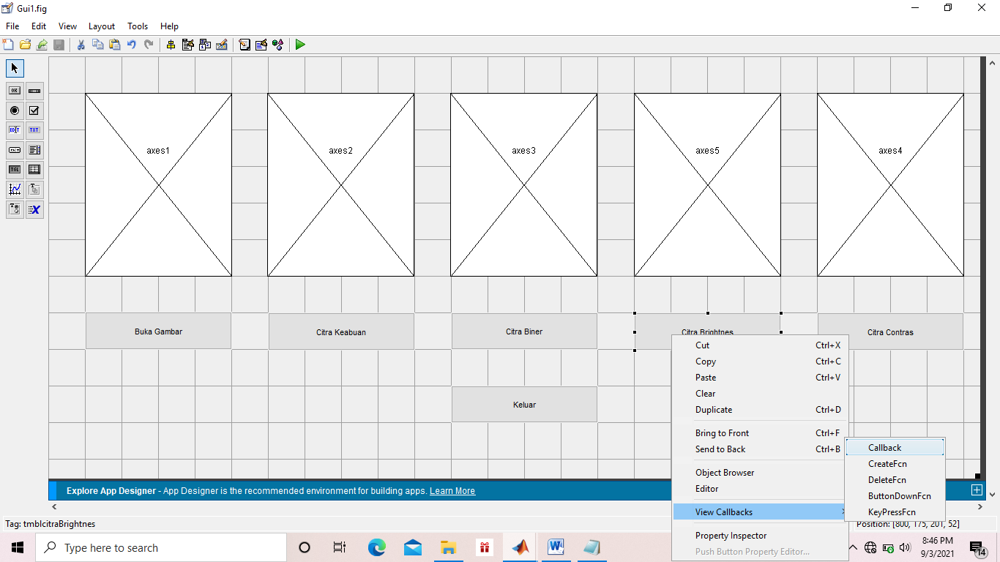 Gui1.fig
File Edit View Layout Tools Help
OK
EDIT TXT
TGL
axes1 axes2 axes3 axes5 axes4
Buka Gambar Citra Keabuan Citra Biner Citra Brightnes Citra Contras
Keluar
Cut Ctrl+X
Copy Ctrl+C
Paste Ctrl+V
Clear
Duplicate Ctrl+D
Bring to Front Ctrl+F
Send to Back Ctrl+B
Object Browser
Editor
View Callbacks
Property Inspector
Push Button Property Editor...
Callback
CreateFcn
DeleteFcn
ButtonDownFcn
KeyPressFcn
Explore App Designer - App Designer is the recommended environment for building apps. Learn More
Tag: tmblcitraBrightnes
Position: [800, 175, 201, 52]
Type here to search
8:46 PM
9/3/2021
14